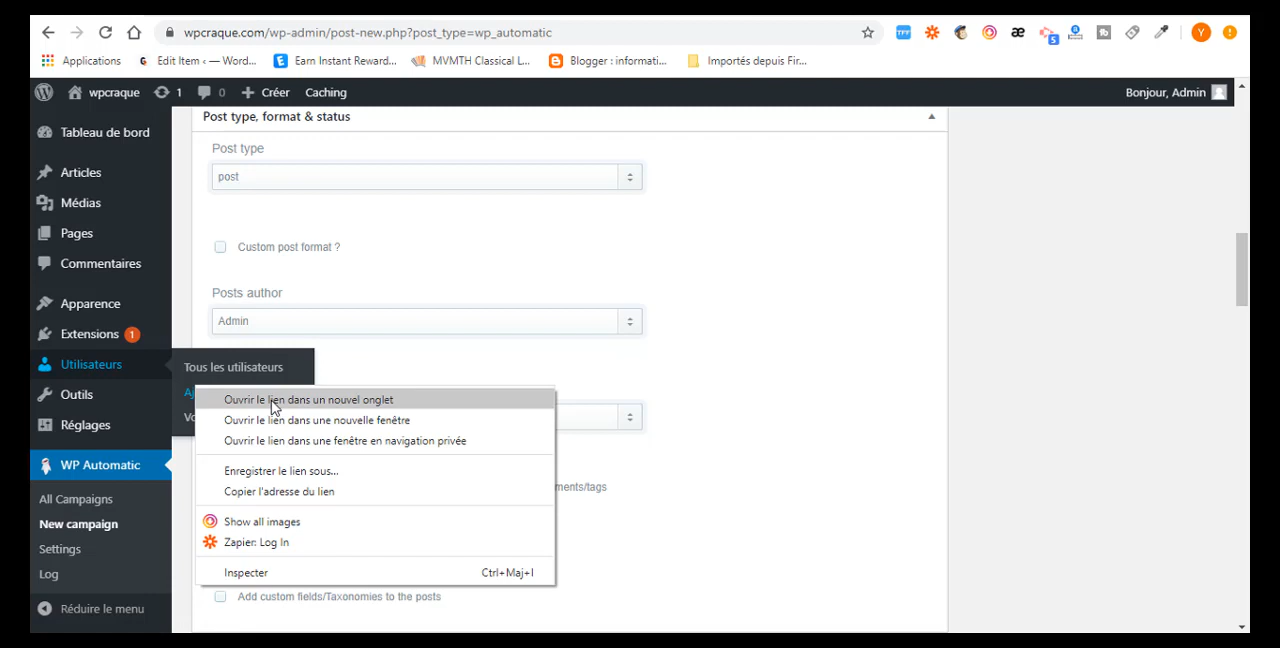 wpcraque.com/wp-admin/post-new.php?post_type=wp_automatic
Applications
G Edit Item ‹ — Word...
Earn Instant Reward...
MVMTH Classical L...
Blogger : informati...
Importés depuis Fir...
wpcraque 1 0 Créer Caching
Bonjour, Admin
Tableau de bord
Articles
Médias
Pages
Commentaires
Apparence
Extensions 1
Utilisateurs
Outils
Réglages
WP Automatic
All Campaigns
New campaign
Settings
Log
Réduire le menu
Post type, format & status
Post type
post
Custom post format ?
Posts author
Admin
Tous les utilisateurs
Ouvrir le lien dans un nouvel onglet
Ouvrir le lien dans une nouvelle fenêtre
Ouvrir le lien dans une fenêtre en navigation privée
Enregistrer le lien sous...
Copier l'adresse du lien
Show all images
Zapier: Log In
Inspecter Ctrl+Maj+I
ments/tags
Add custom fields/Taxonomies to the posts